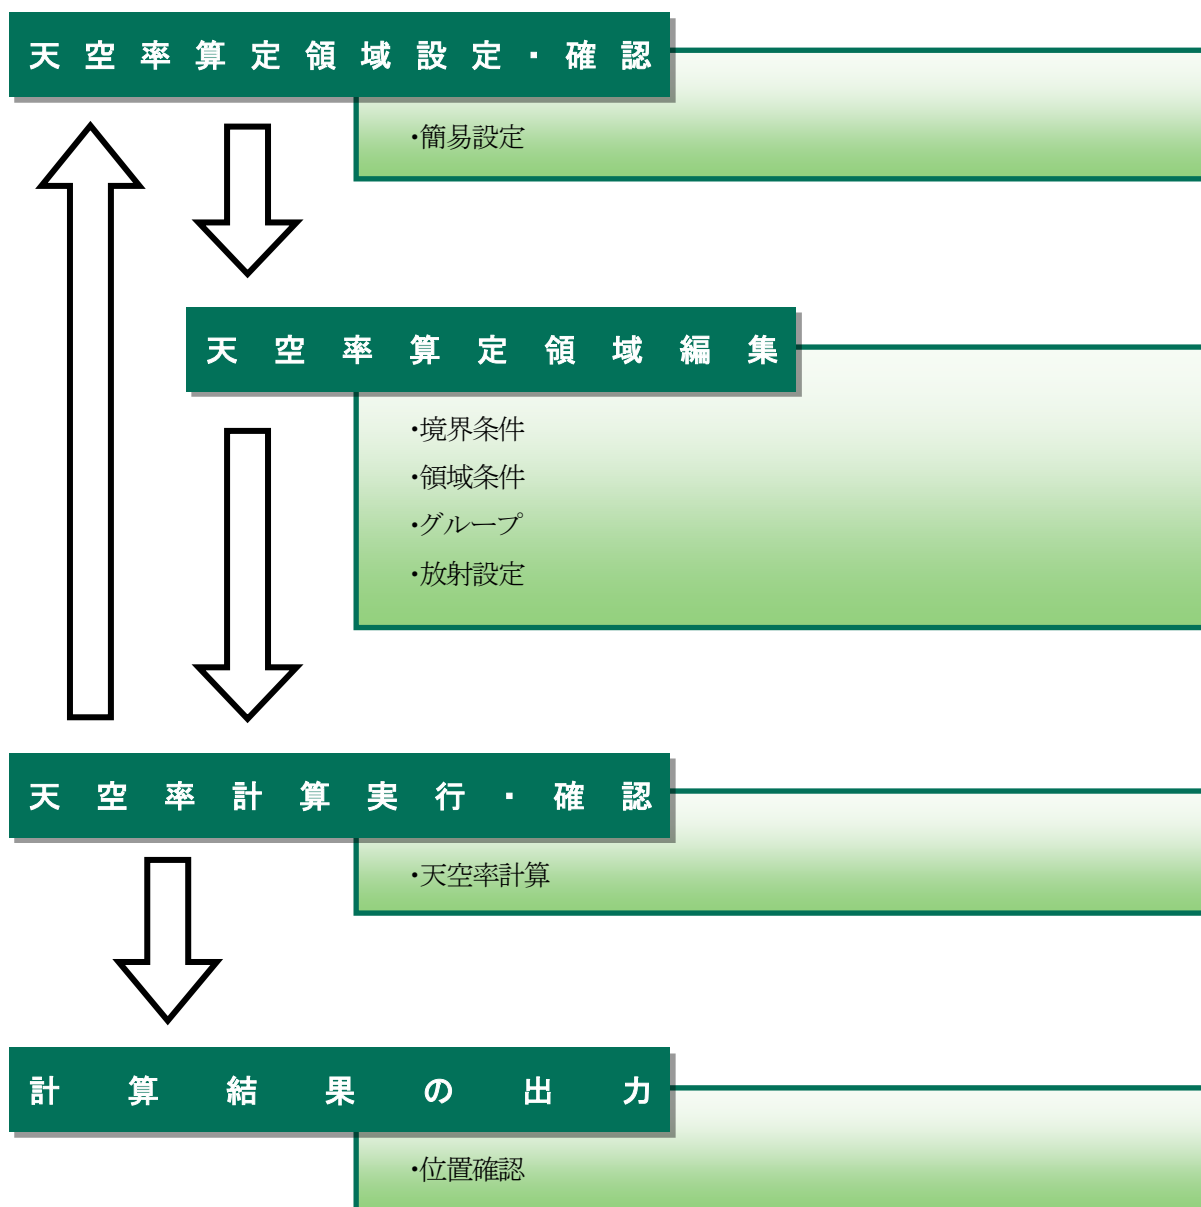 天空率算定領域設定・確認
・簡易設定
天空率算定領域編集
・境界条件
・領域条件
・グループ
・放射設定
天空率計算実行・確認
・天空率計算
計算結果の出力
・位置確認